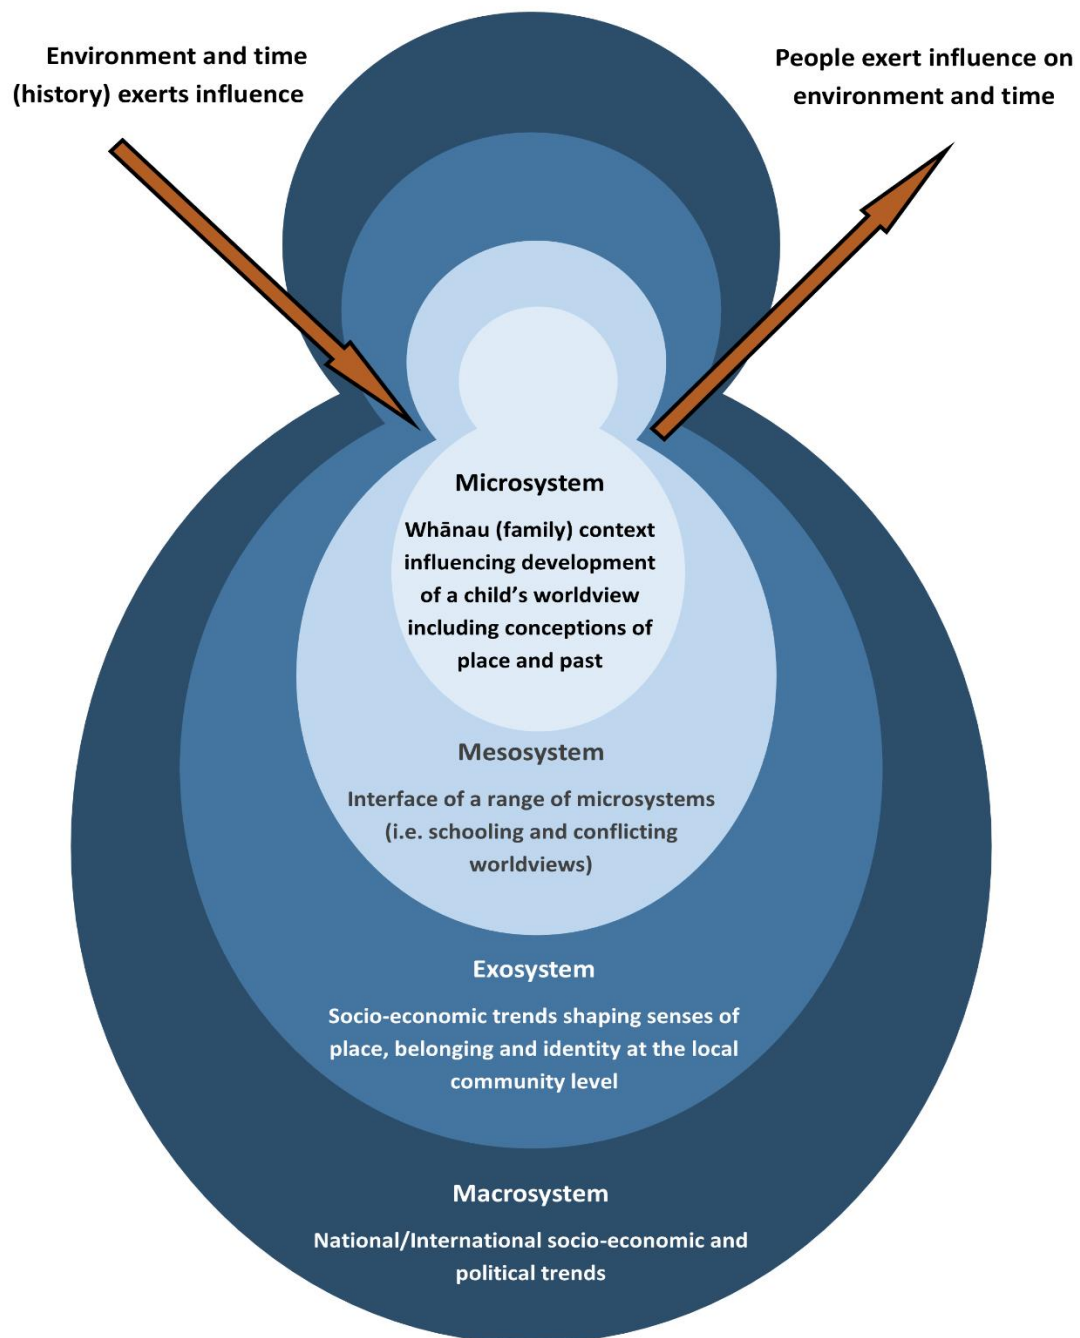 Environment and time
(history) exerts influence
People exert influence on
environment and time
Microsystem
Whānau (family) context
influencing development
of a child’s worldview
including conceptions of
place and past
Mesosystem
Interface of a range of microsystems
(i.e. schooling and conflicting
worldviews)
Exosystem
Socio-economic trends shaping senses of
place, belonging and identity at the local
community level
Macrosystem
National/International socio-economic and
political trends